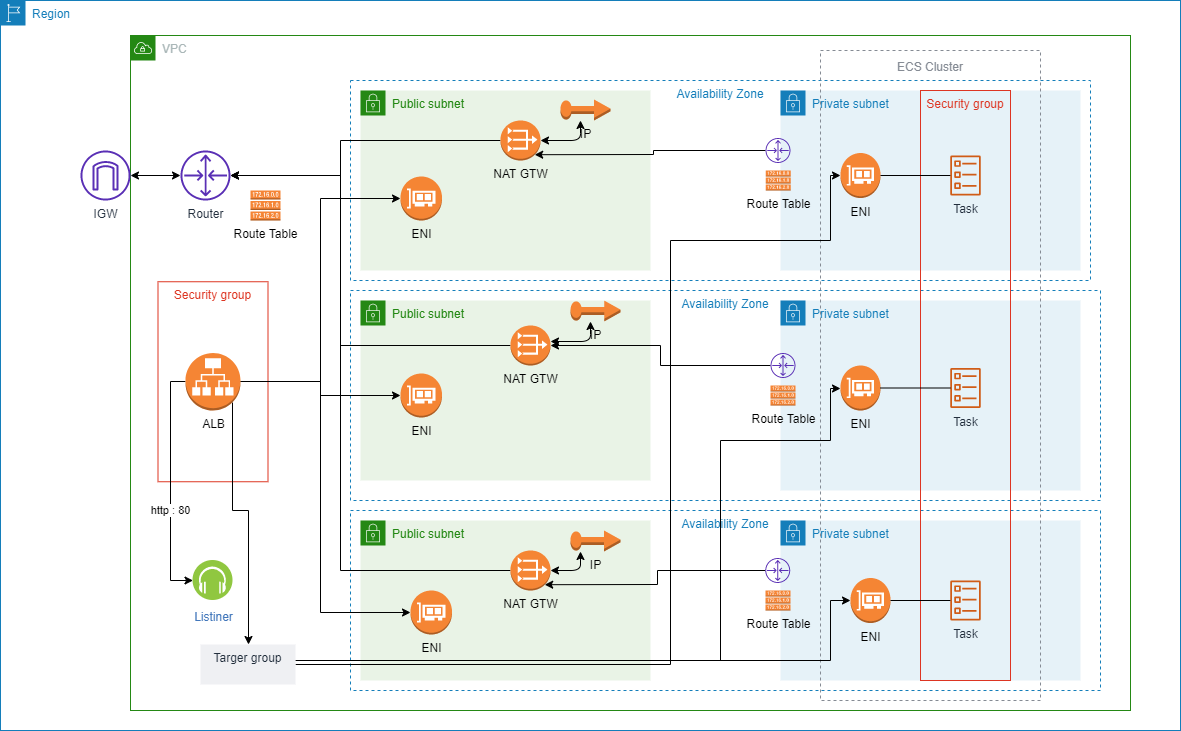 Region
VPC
ECS Cluster
Availability Zone
Public subnet
Private subnet
Security group
IP
NAT GTW
ENI
Route Table
ENI
Task
IGW
Router
172.16.0.0
172.16.1.0
172.16.2.0
Route Table
Security group
ALB
Availability Zone
Public subnet
Private subnet
IP
NAT GTW
ENI
Route Table
ENI
Task
http : 80
Listiner
Targer group
Availability Zone
Public subnet
Private subnet
IP
NAT GTW
ENI
Route Table
ENI
Task